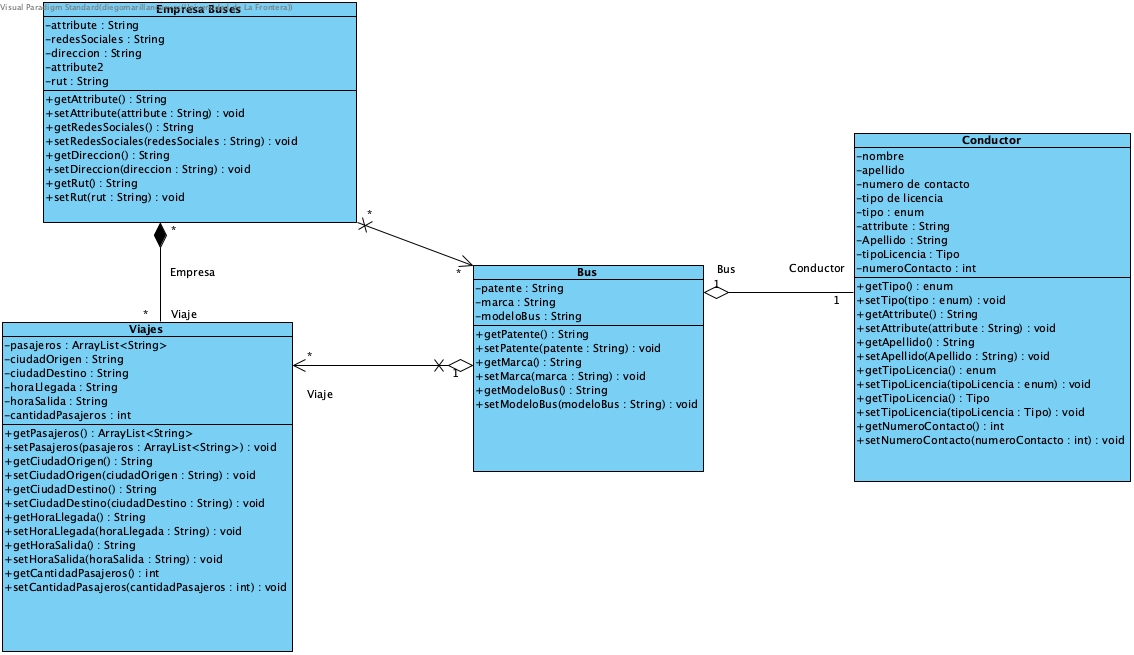 Visual Paradigm Standard(diegomarillan La Frontera))
Empresa Buses
-attribute : String
-redesSociales : String
-direccion : String
-attribute2
-rut : String
+getAttribute() : String
+setAttribute(attribute : String) : void
+getRedesSociales() : String
+setRedesSociales(redesSociales : String) : void
+getDireccion() : String
+setDireccion(direccion : String) : void
+getRut() : String
+setRut(rut : String) : void
*
Empresa
*
Viaje
*
*
Viajes
-pasajeros : ArrayList<String>
-ciudadOrigen : String
-ciudadDestino : String
-horaLlegada : String
-horaSalida : String
-cantidadPasajeros : int
+getPasajeros() : ArrayList<String>
+setPasajeros(pasajeros : ArrayList<String>) : void
+getCiudadOrigen() : String
+setCiudadOrigen(ciudadOrigen : String) : void
+getCiudadDestino() : String
+setCiudadDestino(ciudadDestino : String) : void
+getHoraLlegada() : String
+setHoraLlegada(horaLlegada : String) : void
+getHoraSalida() : String
+setHoraSalida(horaSalida : String) : void
+getCantidadPasajeros() : int
+setCantidadPasajeros(cantidadPasajeros : int) : void
*
Viaje
1
Bus
-patente : String
-marca : String
-modeloBus : String
+getPatente() : String
+setPatente(patente : String) : void
+getMarca() : String
+setMarca(marca : String) : void
+getModeloBus() : String
+setModeloBus(modeloBus : String) : void
Bus
1
Conductor
1
Conductor
-nombre
-apellido
-numero de contacto
-tipo de licencia
-tipo : enum
-attribute : String
-Apellido : String
-tipoLicencia : Tipo
-numeroContacto : int
+getTipo() : enum
+setTipo(tipo : enum) : void
+getAttribute() : String
+setAttribute(attribute : String) : void
+getApellido() : String
+setApellido(Apellido : String) : void
+getTipoLicencia() : enum
+setTipoLicencia(tipoLicencia : enum) : void
+getTipoLicencia() : Tipo
+setTipoLicencia(tipoLicencia : Tipo) : void
+getNumeroContacto() : int
+setNumeroContacto(numeroContacto : int) : void